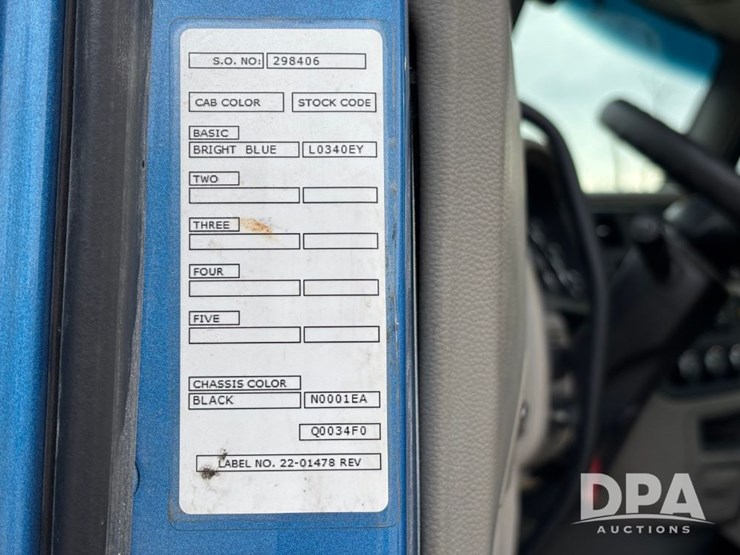 S.O. NO: 298406
CAB COLOR STOCK CODE
BASIC
BRIGHT BLUE L0340EY
TWO
THREE
FOUR
FIVE
CHASSIS COLOR
BLACK N0001EA
Q0034F0
LABEL NO. 22-01478 REV
DPA
AUCTIONS